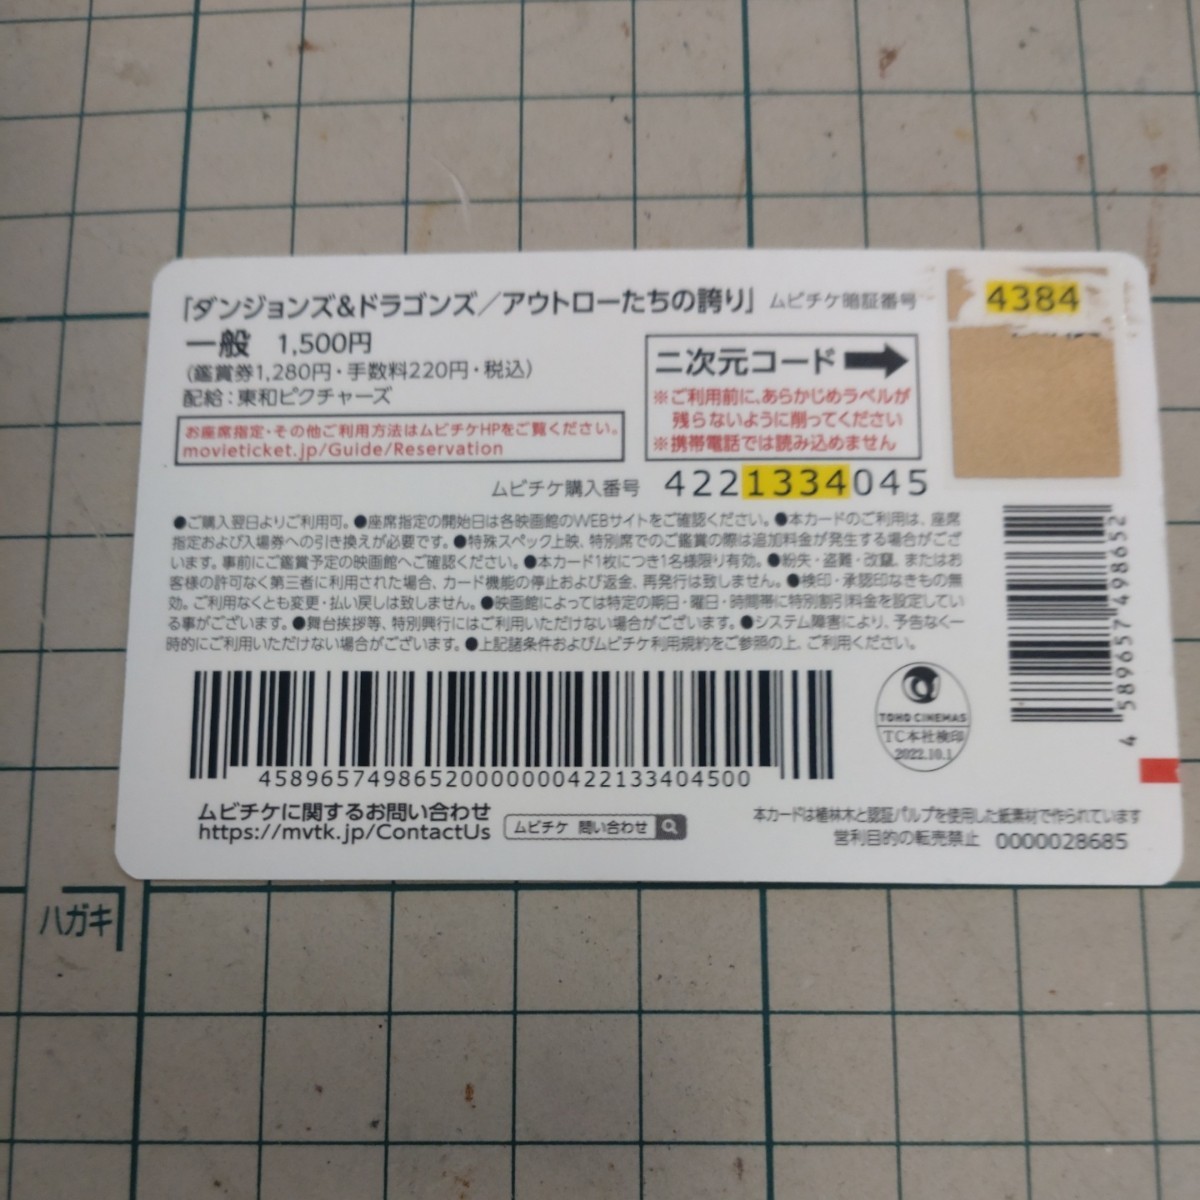 「ダンジョンズ&ドラゴンズ／アウトローたちの誇り」 ムビチケ暗証番号 4384
一般 1,500円
(鑑賞券1,280円・手数料220円・税込)
配給：東和ピクチャーズ
お座席指定・その他ご利用方法はムビチケHPをご覧ください。
movieticket.jp/Guide/Reservation
二次元コード
※ご利用前に、あらかじめラベルが
残らないように削ってください
※携帯電話では読み込めません
ムビチケ購入番号 4221334045
●ご購入翌日よりご利用可。●座席指定の開始日は各映画館のWEBサイトをご確認ください。●本カードのご利用は、座席
指定および入場券への引き換えが必要です。●特殊スペック上映、特別席でのご鑑賞の際は追加料金が発生する場合がござ
います。事前にご鑑賞予定の映画館へご確認ください。●本カード1枚につき1名様限り有効。●紛失・盗難・改竄、またはお
客様の許可なく第三者に利用された場合、カード機能の停止および返金、再発行は致しません。●検印・承認印なきもの無
効。ご利用なくとも変更・払い戻しは致しません。●映画館によっては特定の期日・曜日・時間帯に特別割引料金を設定してい
る事がございます。●舞台挨拶等、特別興行にはご利用いただけない場合がございます。●システム障害により、予告なく一
時的にご利用いただけない場合がございます。●上記諸条件およびムビチケ利用規約をご参照の上、ご利用ください。
4589657498652
45896574986520000000422133404500
TOHO CINEMAS
TC本社検印
2022.10.1
ムビチケに関するお問い合わせ
https://mvtk.jp/ContactUs
ムビチケ 問い合わせ
本カードは植林木と認証パルプを使用した紙素材で作られています
営利目的の転売禁止 0000028685
ハガキ